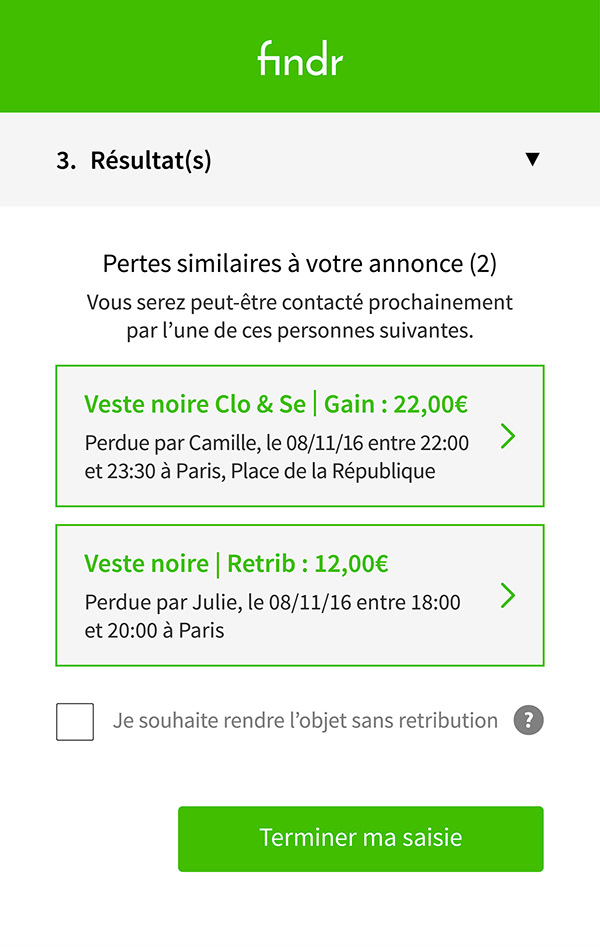 findr
3. Résultat(s)
Pertes similaires à votre annonce (2)
Vous serez peut-être contacté prochainement
par l’une de ces personnes suivantes.
Veste noire Clo & Se | Gain : 22,00€
Perdue par Camille, le 08/11/16 entre 22:00
et 23:30 à Paris, Place de la République
Veste noire | Retrib : 12,00€
Perdue par Julie, le 08/11/16 entre 18:00
et 20:00 à Paris
Je souhaite rendre l’objet sans retribution ?
Terminer ma saisie